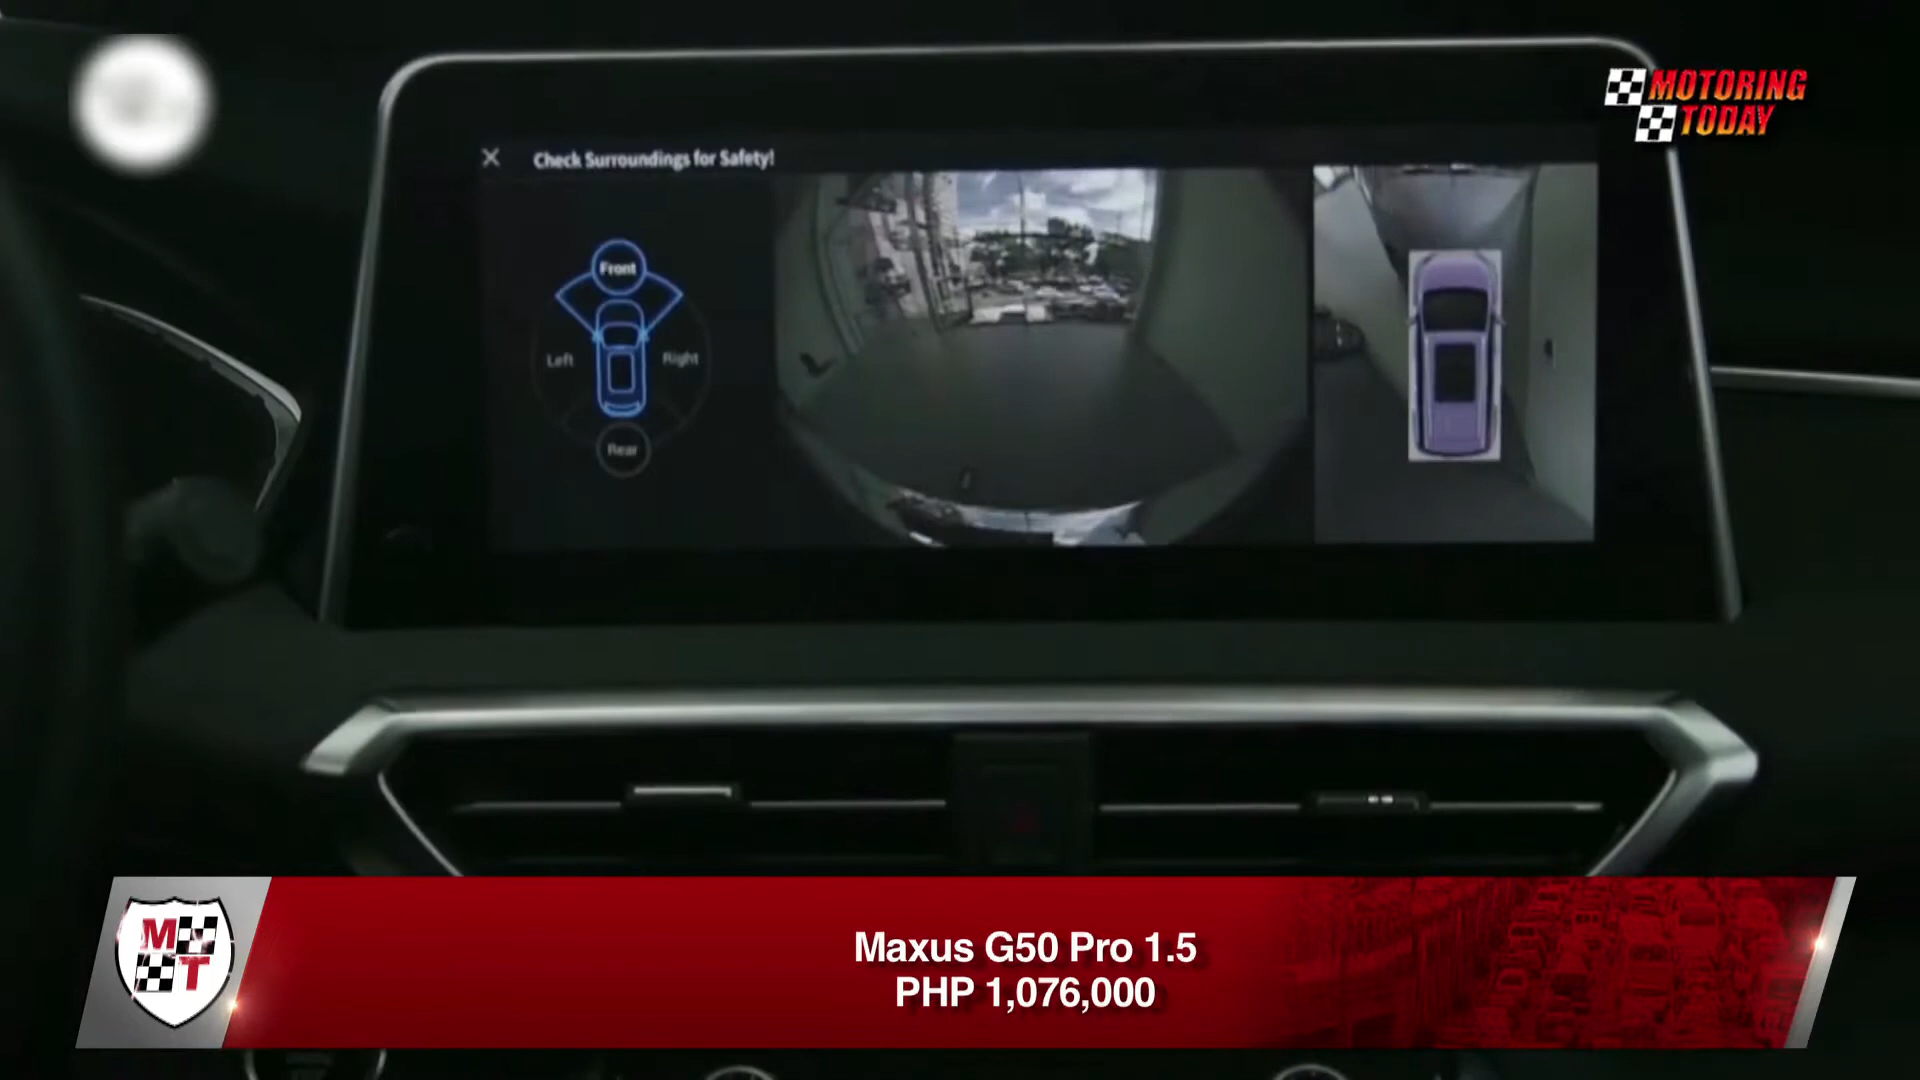 MOTORING
TODAY
Check Surroundings for Safety!
Front
Left
Right
Rear
M
T
Maxus G50 Pro 1.5
PHP 1,076,000